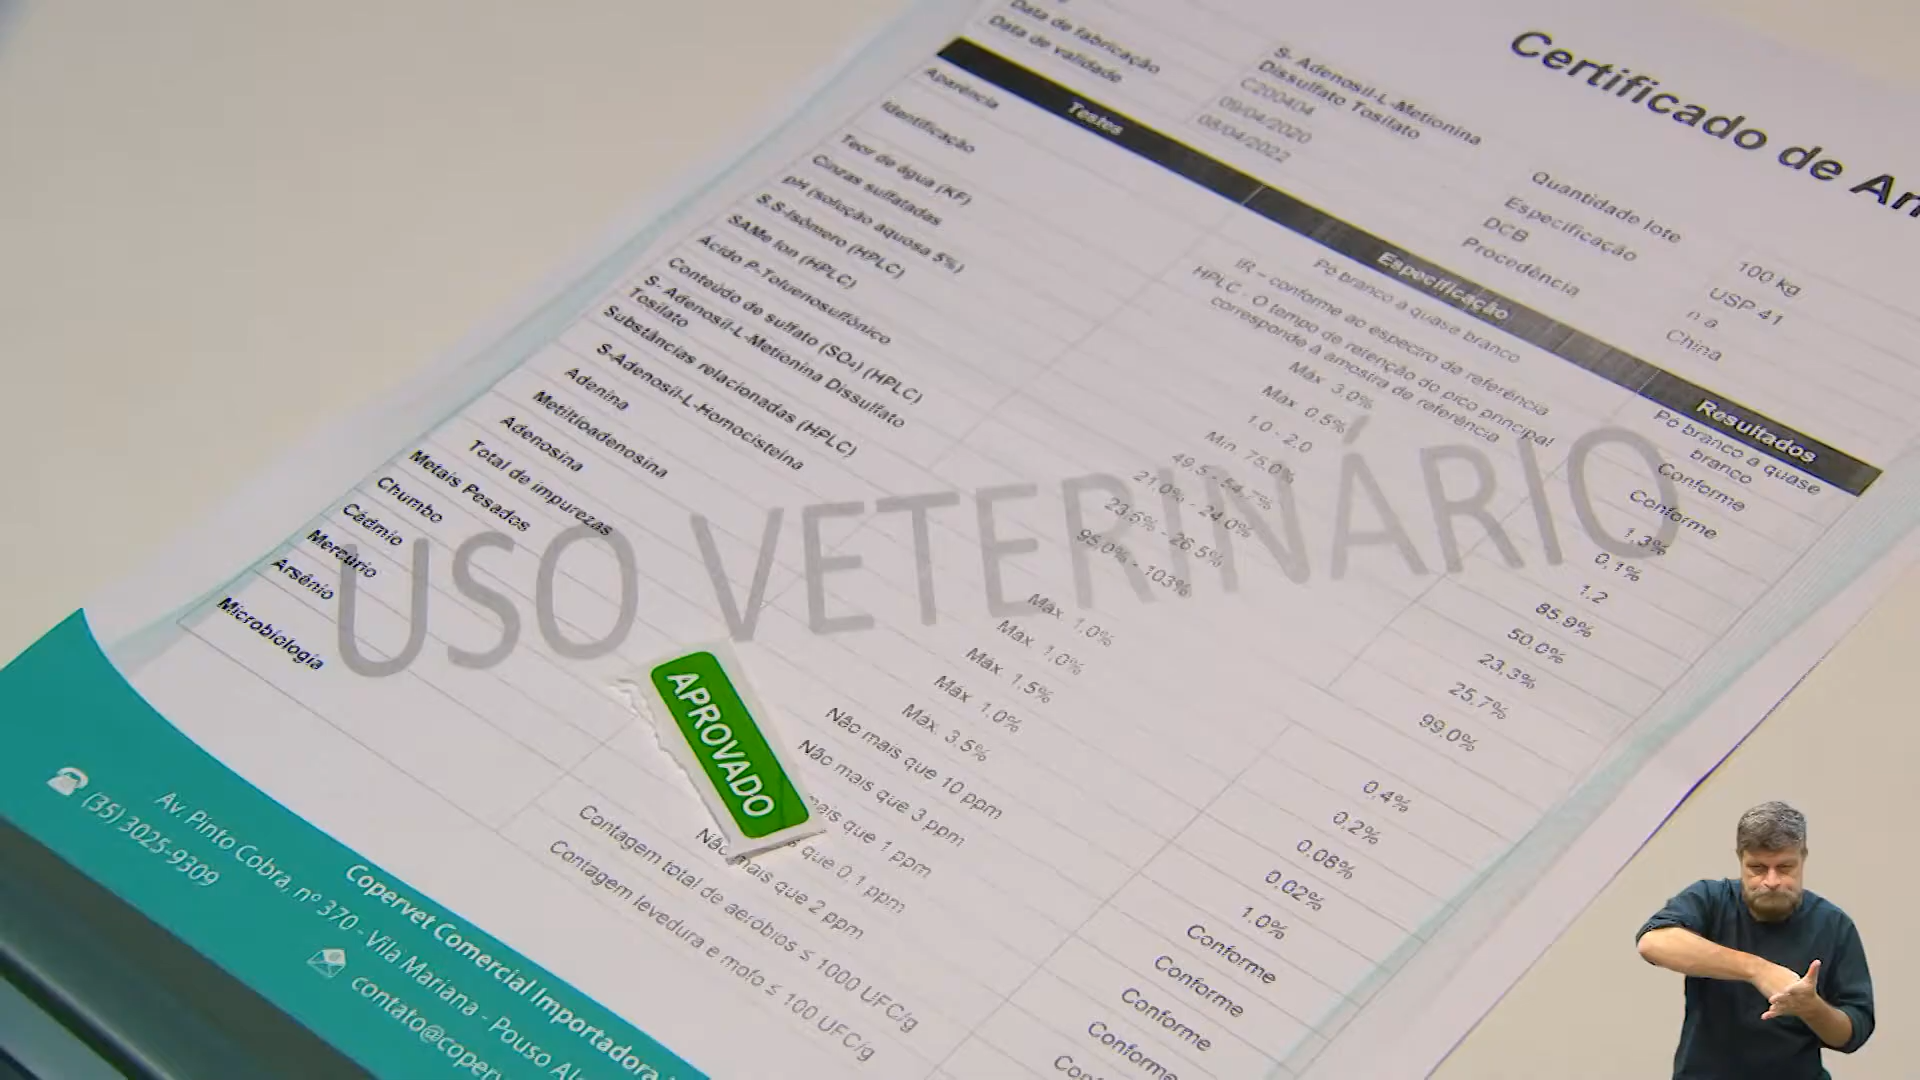 Certificado de An
Data de fabricação
Data de validade
S- Adenosil-L-Metionina
Dissulfato Tosilato
C200404
09/04/2020
08/04/2022
Quantidade lote
Especificação
DCB
Procedência
100 kg
USP 41
n a
China
Testes
Especificação
Resultados
Aparência
Identificação
Teor de água (KF)
Cinzas sulfatadas
pH (solução aquosa 5%)
S.S-Isômero (HPLC)
SAMe Ion (HPLC)
Ácido P-Toluenosulfônico
Conteúdo de sulfato (SO₄) (HPLC)
S- Adenosil-L-Metionina Dissulfato
Tosilato
Substâncias relacionadas (HPLC)
S-Adenosil-L-Homocisteína
Adenina
Metiltioadenosina
Adenosina
Total de impurezas
Metais Pesados
Chumbo
Cádmio
Mercúrio
Arsênio
Microbiologia
Pó branco a quase branco
IR – conforme ao espectro de referência
HPLC - O tempo de retenção do pico principal
corresponde à amostra de referência
Máx 3.0%
Max 0.5%
1.0 - 2.0
Min. 75.0%
49.5 - 54.7%
21.0% - 24.0%
23.5% - 26.5%
95.0% - 103%
Máx 1.0%
Max. 1.0%
Máx. 1.5%
Máx 1.0%
Máx. 3.5%
Não mais que 10 ppm
Não mais que 3 ppm
mais que 1 ppm
que 0,1 ppm
Não mais que 2 ppm
Contagem total de aeróbios ≤ 1000 UFC/g
Contagem levedura e mofo ≤ 100 UFC/g
Pó branco a quase
branco
Conforme
Conforme
1.3%
0,1%
1.2
85.9%
50.0%
23,3%
25,7%
99.0%
0,4%
0.2%
0,08%
0,02%
1.0%
Conforme
Conforme
Conforme
Conforme
USO VETERINÁRIO
APROVADO
Copervet Comercial Importadora
Av. Pinto Cobra, nº 370 - Vila Mariana - Pouso Al
(35) 3025-9309
contato@coper